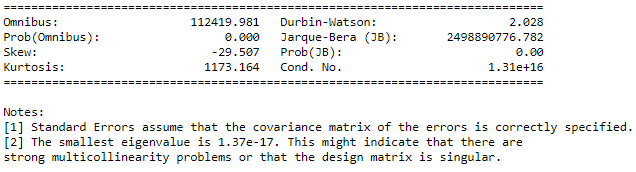 ==============================================================================
Omnibus:                   112419.981   Durbin-Watson:                   2.028
Prob(Omnibus):                  0.000   Jarque-Bera (JB):       2498890776.782
Skew:                         -29.507   Prob(JB):                         0.00
Kurtosis:                    1173.164   Cond. No.                     1.31e+16
==============================================================================
Notes:
[1] Standard Errors assume that the covariance matrix of the errors is correctly specified.
[2] The smallest eigenvalue is 1.37e-17. This might indicate that there are
strong multicollinearity problems or that the design matrix is singular.